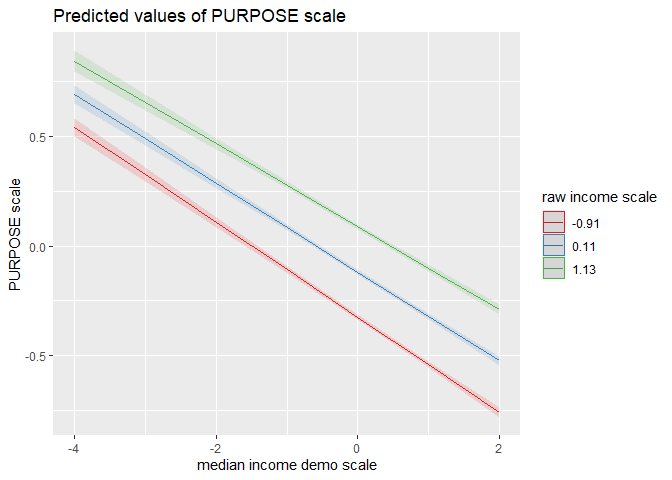 Predicted values of PURPOSE scale
PURPOSE scale
0.5
0.0
-0.5
-4
-2
0
2
median income demo scale
raw income scale
-0.91
0.11
1.13